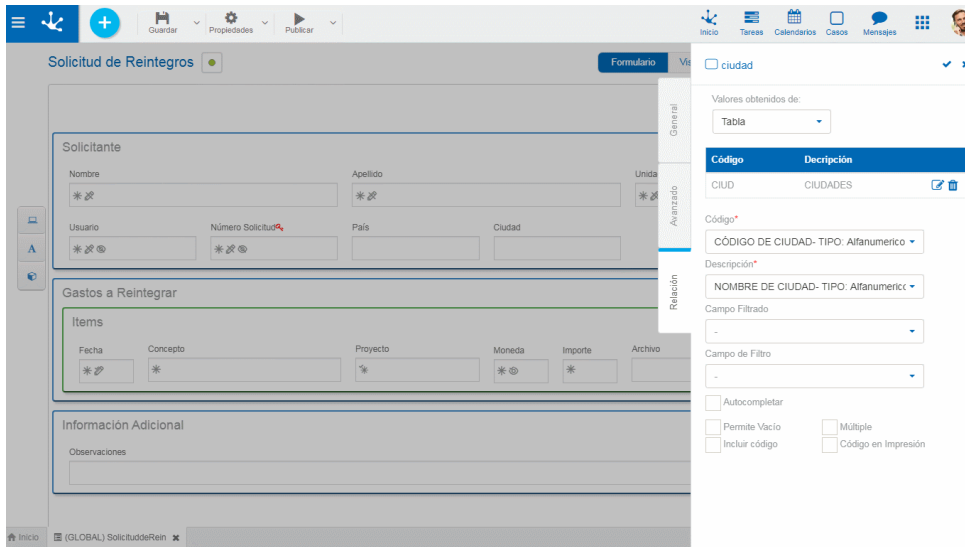 Guardar
Propiedades
Publicar
Inicio
Tareas
Calendarios
Casos
Mensajes
Solicitud de Reintegros
Formulario
ciudad
General
Avanzado
Relación
Valores obtenidos de:
Tabla
Código Decripción
CIUD CIUDADES
Código*
CÓDIGO DE CIUDAD- TIPO: Alfanumerico
Descripción*
NOMBRE DE CIUDAD- TIPO: Alfanumeric
Campo Filtrado
-
Campo de Filtro
-
Autocompletar
Permite Vacío Múltiple
Incluir código Código en Impresión
Solicitante
Nombre Apellido Unida
Usuario Número Solicitud País Ciudad
A
Gastos a Reintegrar
Items
Fecha Concepto Proyecto Moneda Importe Archivo
Información Adicional
Observaciones
Inicio
(GLOBAL) SolicituddeRein